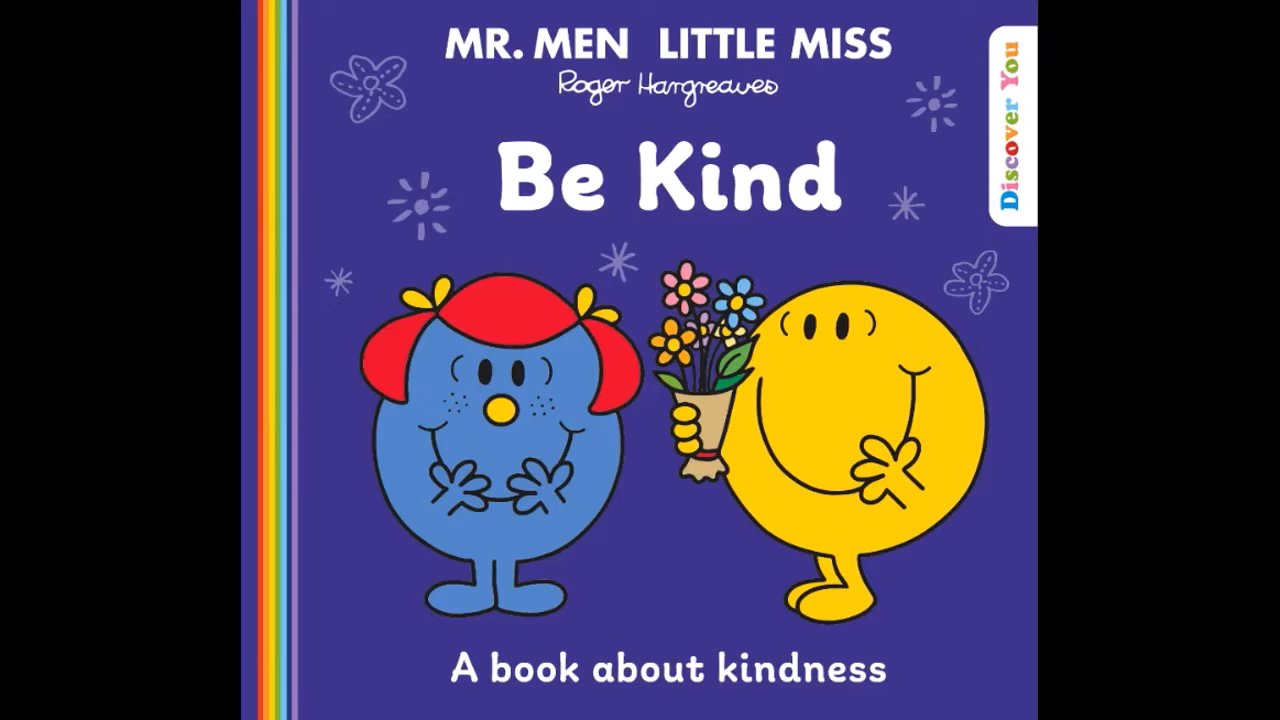 MR. MEN LITTLE MISS
Roger Hargreaves
Discover You
Be Kind
A book about kindness